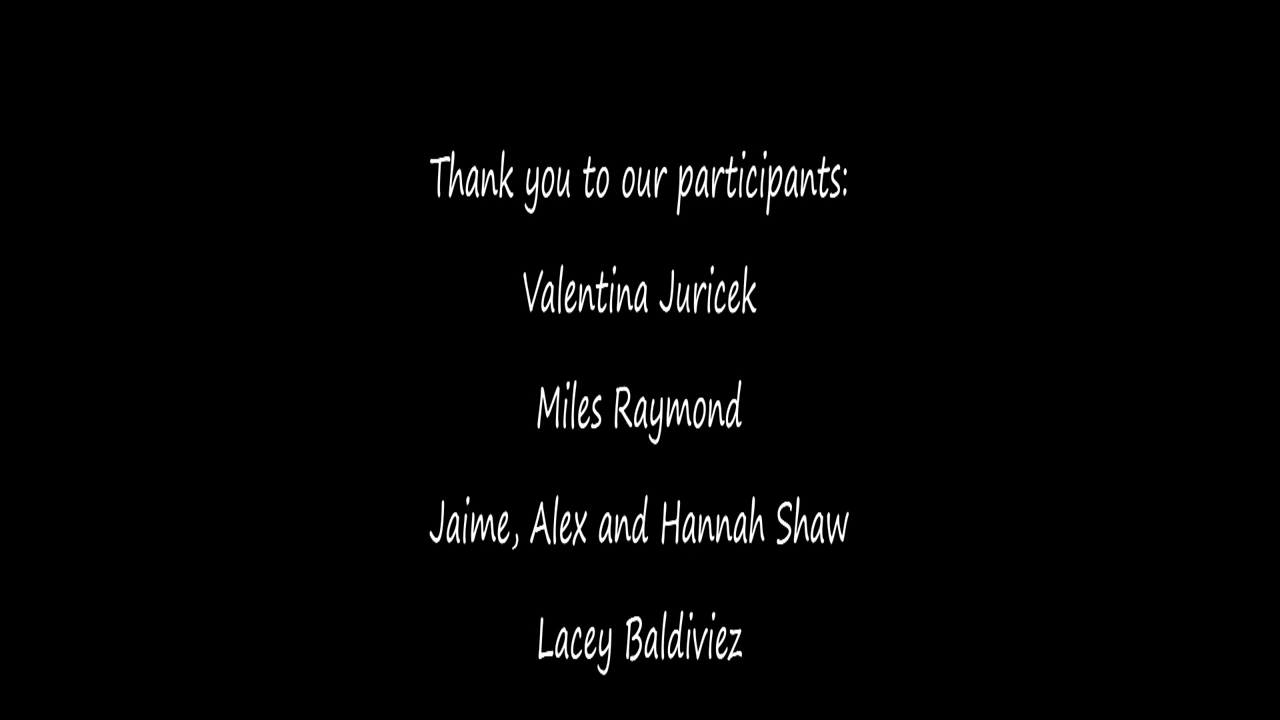 Thank you to our participants:
Valentina Juricek
Miles Raymond
Jaime, Alex and Hannah Shaw
Lacey Baldiviez